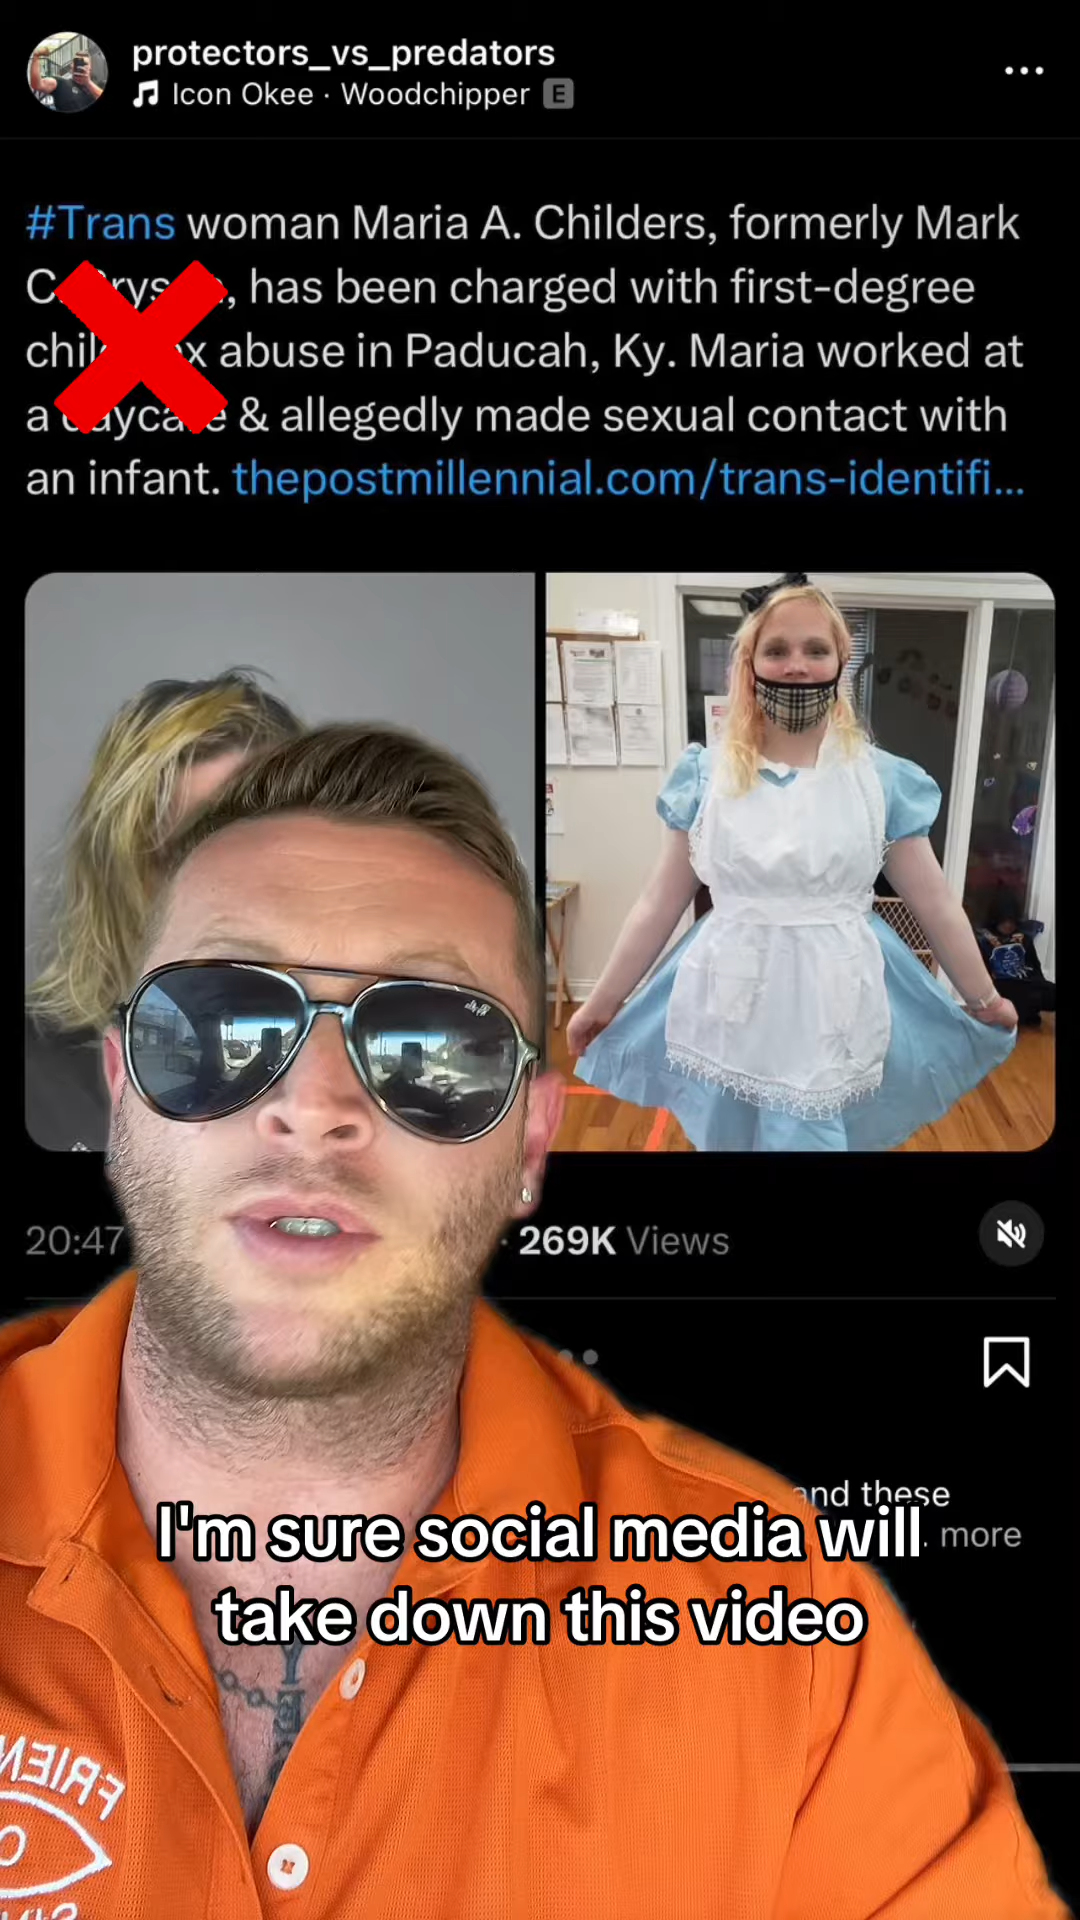 protectors_vs_predators
Icon Okee · Woodchipper E
#Trans woman Maria A. Childers, formerly Mark
has been charged with first-degree
abuse in Paducah, Ky. Maria worked at
a daycare & allegedly made sexual contact with
an infant. thepostmillennial.com/trans-identifi...
20:47
· 269K Views
and these
more
I'm sure social media will
take down this video
FRIEN